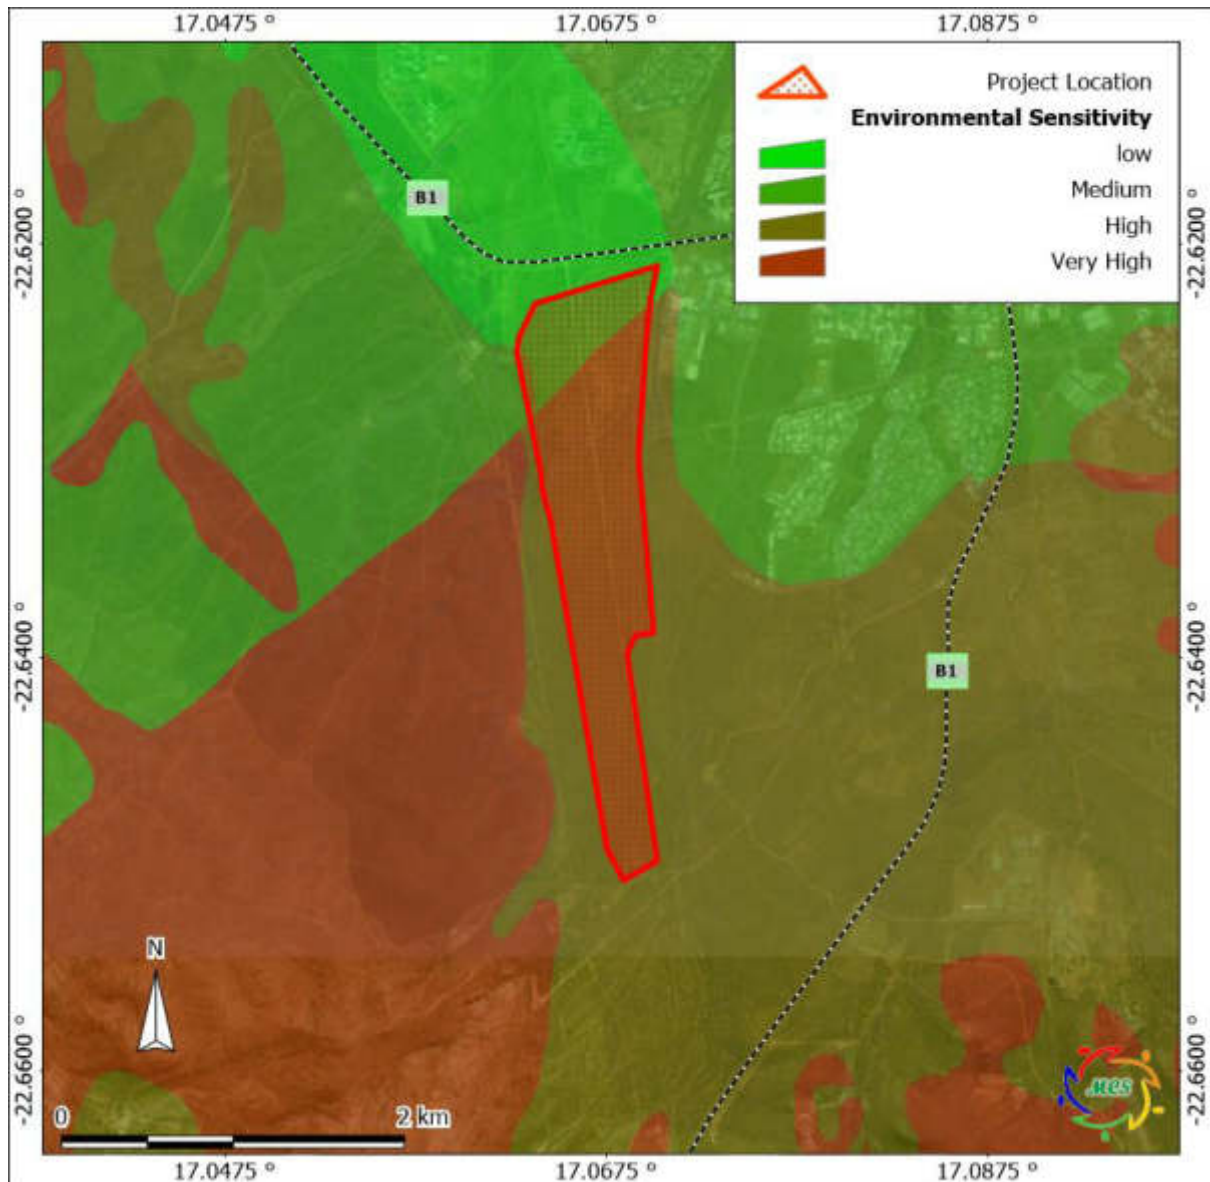 17.0475 °
17.0675 °
17.0875 °
Project Location
Environmental Sensitivity
low
Medium
High
Very High
B1
-22.6200 °
-22.6200 °
-22.6400 °
-22.6400 °
B1
N
-22.6600 °
-22.6600 °
MCS
0
2 km
17.0475 °
17.0675 °
17.0875 °